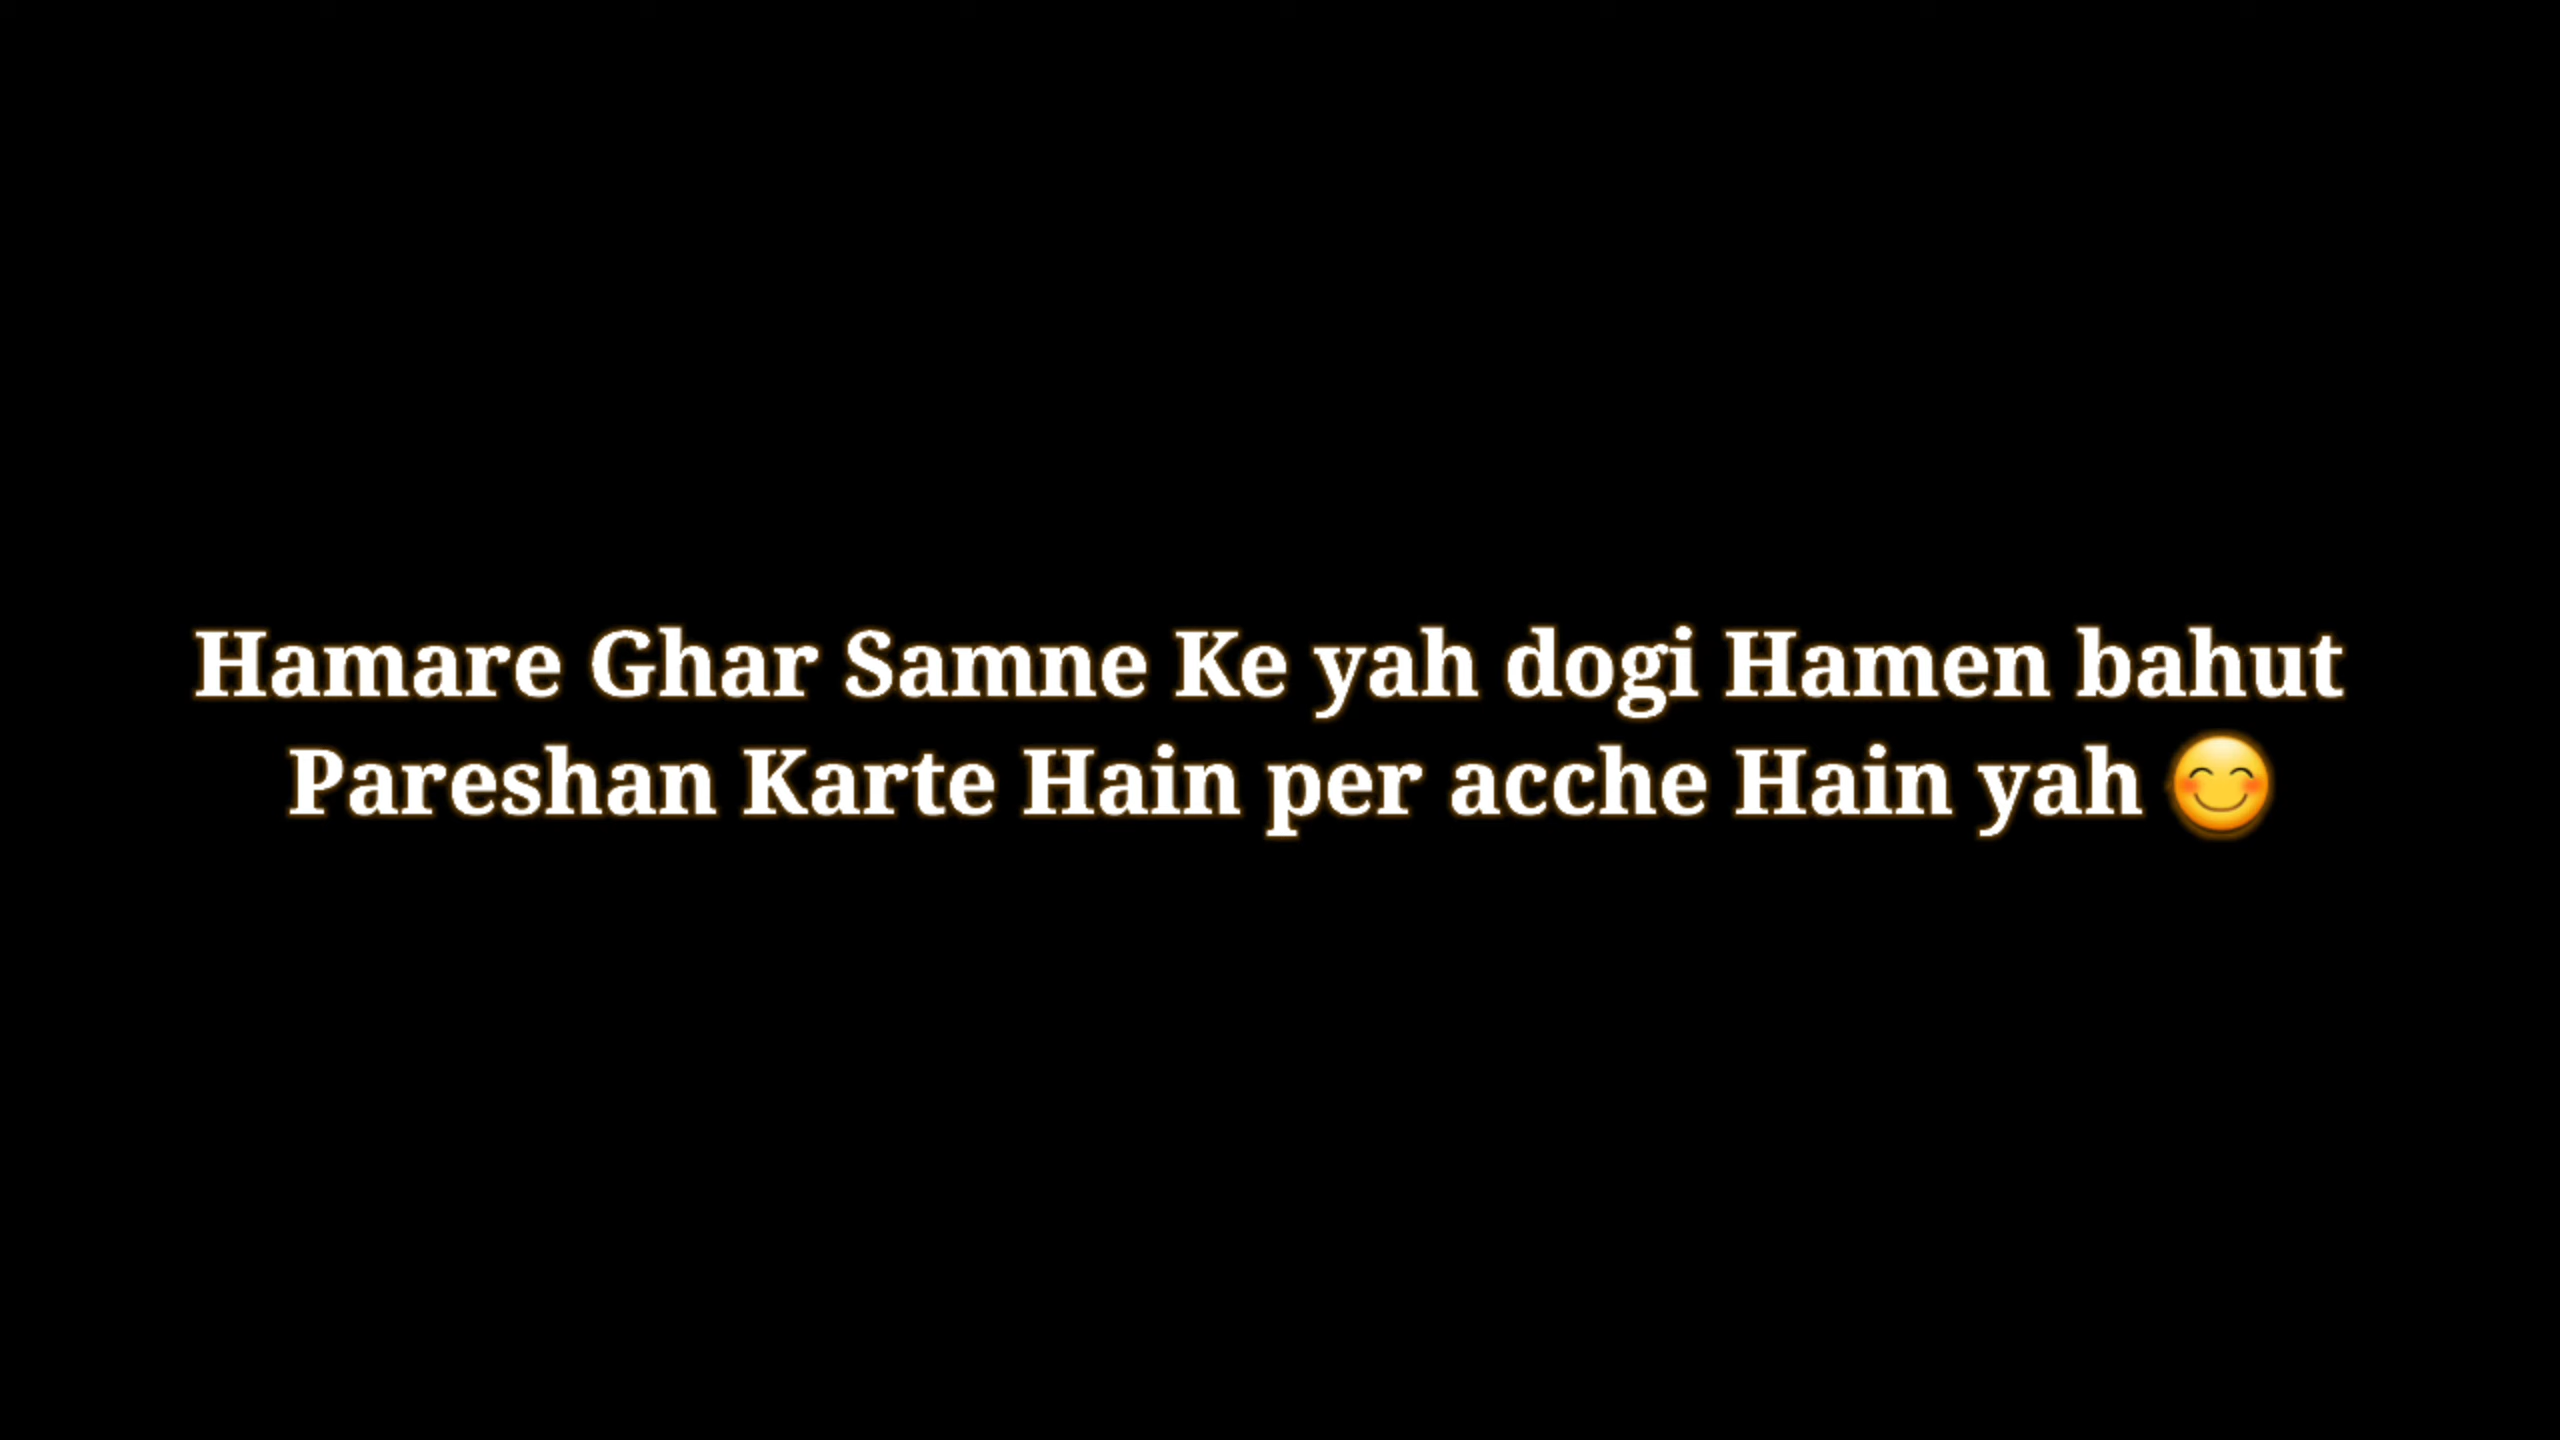 Hamare Ghar Samne Ke yah dogi Hamen bahut
Pareshan Karte Hain per acche Hain yah 😊